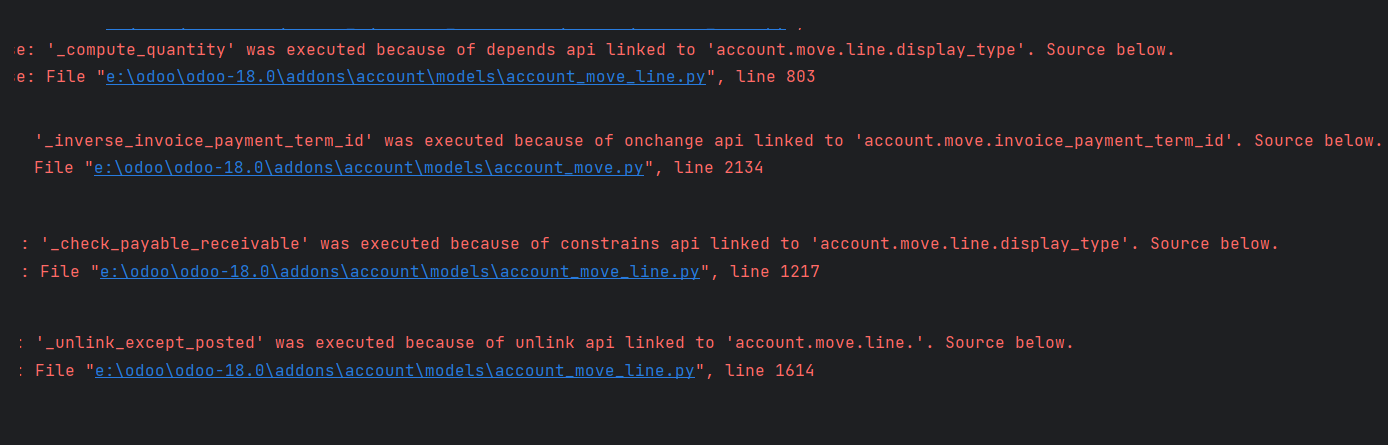 se: '_compute_quantity' was executed because of depends api linked to 'account.move.line.display_type'. Source below.
se: File "e:\odoo\odoo-18.0\addons\account\models\account_move_line.py", line 803
'_inverse_invoice_payment_term_id' was executed because of onchange api linked to 'account.move.invoice_payment_term_id'. Source below.
File "e:\odoo\odoo-18.0\addons\account\models\account_move.py", line 2134
: '_check_payable_receivable' was executed because of constrains api linked to 'account.move.line.display_type'. Source below.
: File "e:\odoo\odoo-18.0\addons\account\models\account_move_line.py", line 1217
: '_unlink_except_posted' was executed because of unlink api linked to 'account.move.line.'. Source below.
: File "e:\odoo\odoo-18.0\addons\account\models\account_move_line.py", line 1614